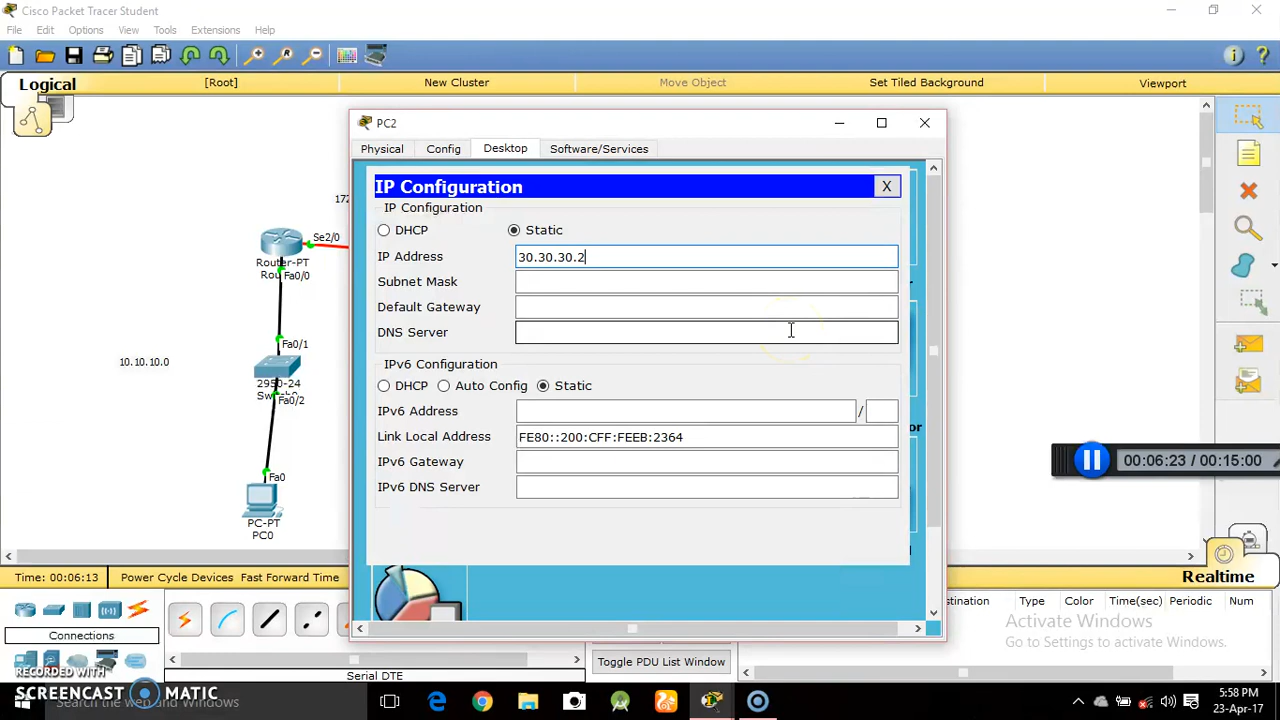 Cisco Packet Tracer Student
File Edit Options View Tools Extensions Help
Logical [Root] New Cluster Move Object Set Tiled Background Viewport
PC2
Physical Config Desktop Software/Services
IP Configuration X
IP Configuration
DHCP Static
IP Address 30.30.30.2
Subnet Mask
Default Gateway
DNS Server
IPv6 Configuration
DHCP Auto Config Static
IPv6 Address /
Link Local Address FE80::200:CFF:FEEB:2364
IPv6 Gateway
IPv6 DNS Server
172
Se2/0
Router-PT
Fa0/0
Fa0/1
10.10.10.0
2950-24
Fa0/2
Fa0
PC-PT
PC0
00:06:23 / 00:15:00
Time: 00:06:13 Power Cycle Devices Fast Forward Time
Realtime
Connections
Serial DTE
Toggle PDU List Window
stination Type Color Time(sec) Periodic Num
Activate Windows
Go to Settings to activate Windows.
RECORDED WITH
SCREENCAST MATIC
Search the web and Windows
5:58 PM
23-Apr-17